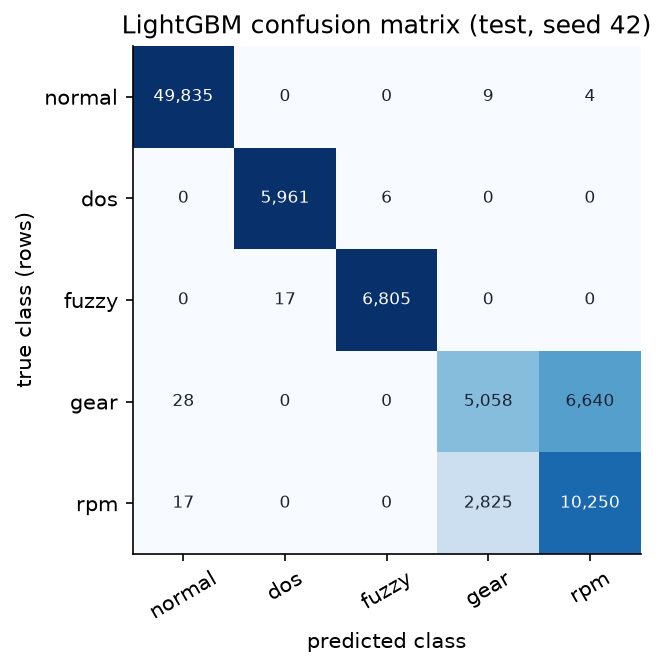 LightGBM confusion matrix (test, seed 42)
true class (rows)
normal 49,835 0 0 9 4
dos 0 5,961 6 0 0
fuzzy 0 17 6,805 0 0
gear 28 0 0 5,058 6,640
rpm 17 0 0 2,825 10,250
normal dos fuzzy gear rpm
predicted class